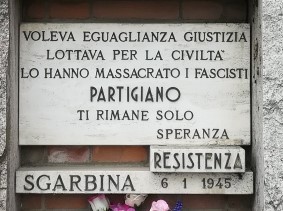 VOLEVA EGUAGLIANZA GIUSTIZIA
LOTTAVA PER LA CIVILTA'
LO HANNO MASSACRATO I FASCISTI
PARTIGIANO
TI RIMANE SOLO
SPERANZA
RESISTENZA
SGARBINA 6 1 1945